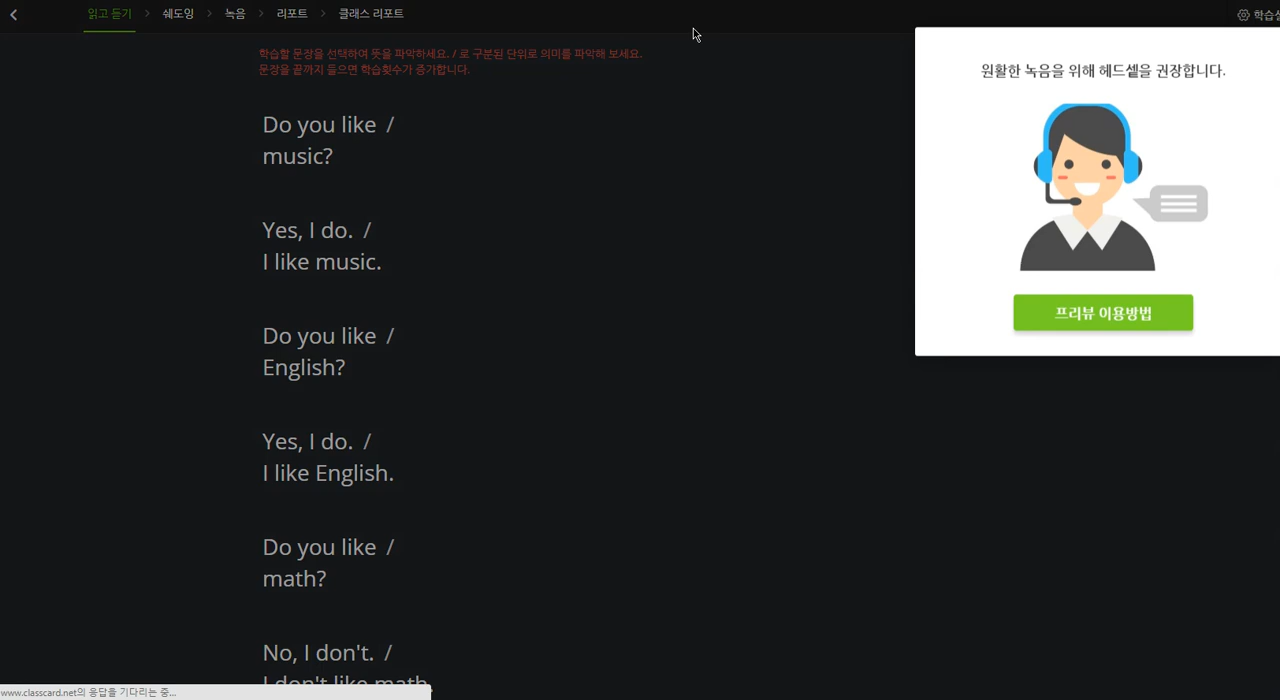 읽고 듣기 > 쉐도잉 > 녹음 > 리포트 > 클래스 리포트
학습할 문장을 선택하여 뜻을 파악하세요. / 로 구분된 단위로 의미를 파악해 보세요.
문장을 끝까지 들으면 학습횟수가 증가합니다.
원활한 녹음을 위해 헤드셑을 권장합니다.
프리뷰 이용방법
Do you like /
music?
Yes, I do. /
I like music.
Do you like /
English?
Yes, I do. /
I like English.
Do you like /
math?
No, I don't. /
I don't like math.
www.classcard.net의 응답을 기다리는 중...